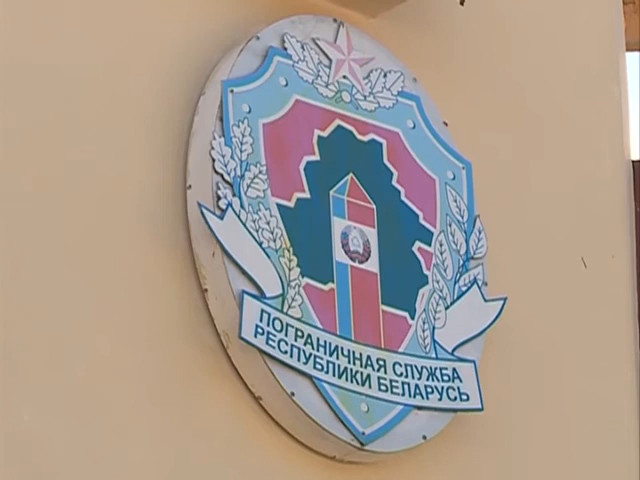 ПОГРАНИЧНАЯ СЛУЖБА
РЕСПУБЛИКИ БЕЛАРУСЬ